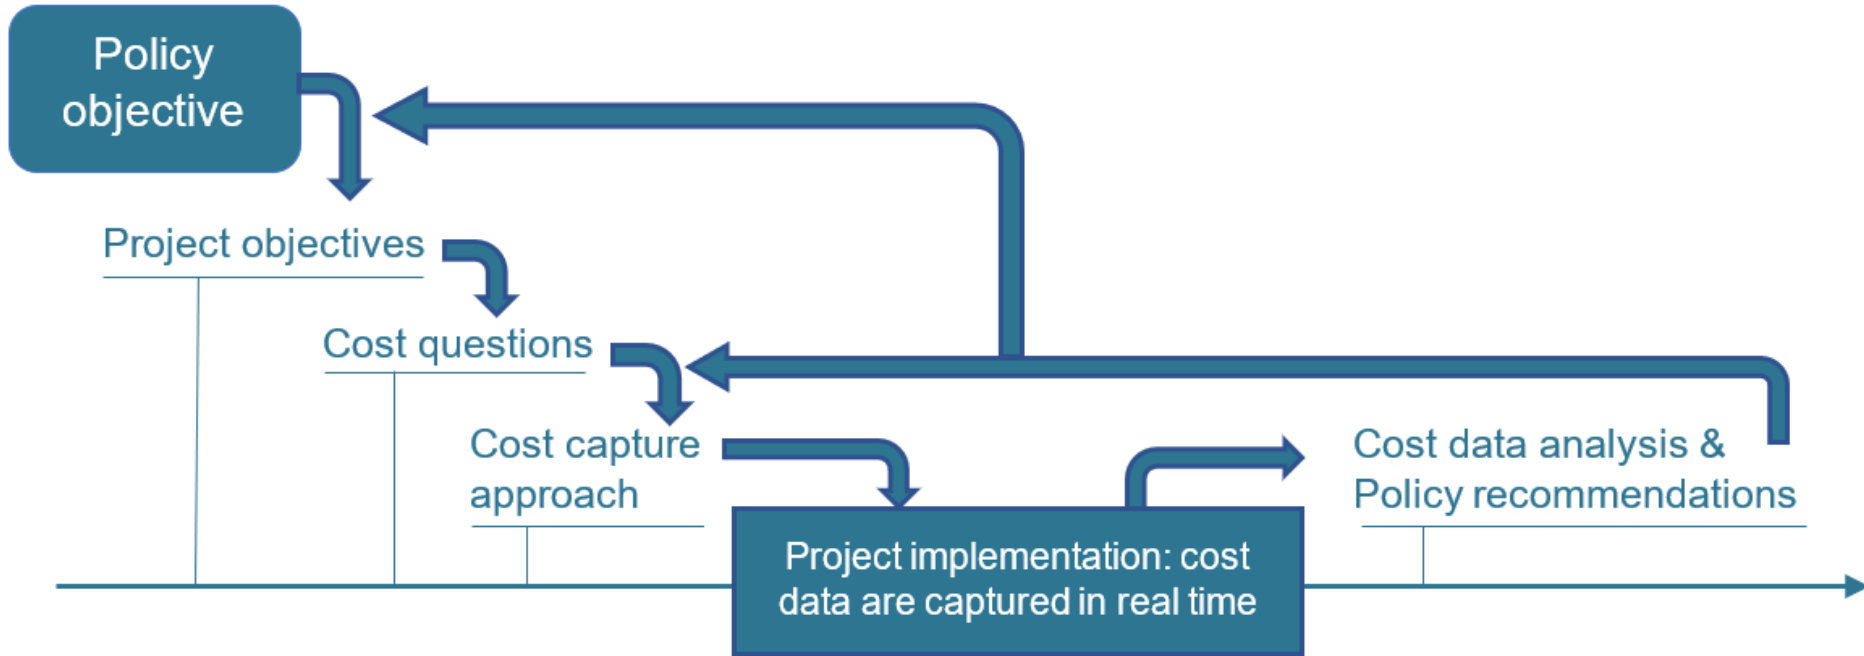 Policy
objective
Project objectives
Cost questions
Cost capture
approach
Project implementation: cost
data are captured in real time
Cost data analysis &
Policy recommendations